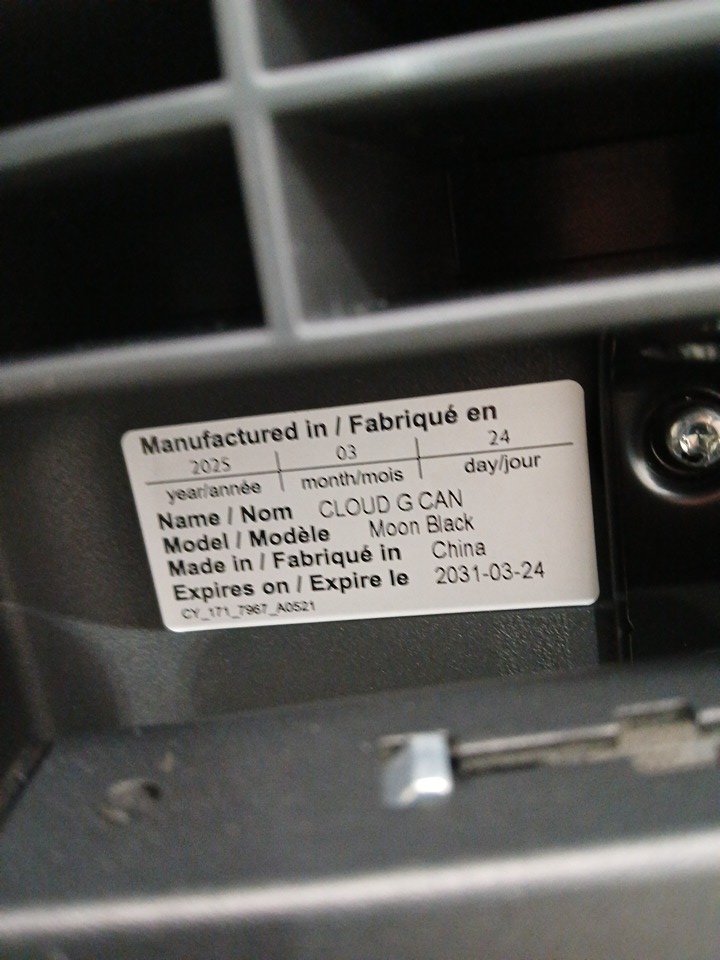 Manufactured in / Fabriqué en
2025 03 24
year/année month/mois day/jour
Name / Nom CLOUD G CAN
Model / Modèle Moon Black
Made in / Fabriqué in China
Expires on / Expire le 2031-03-24
CY_171_7967_A0521